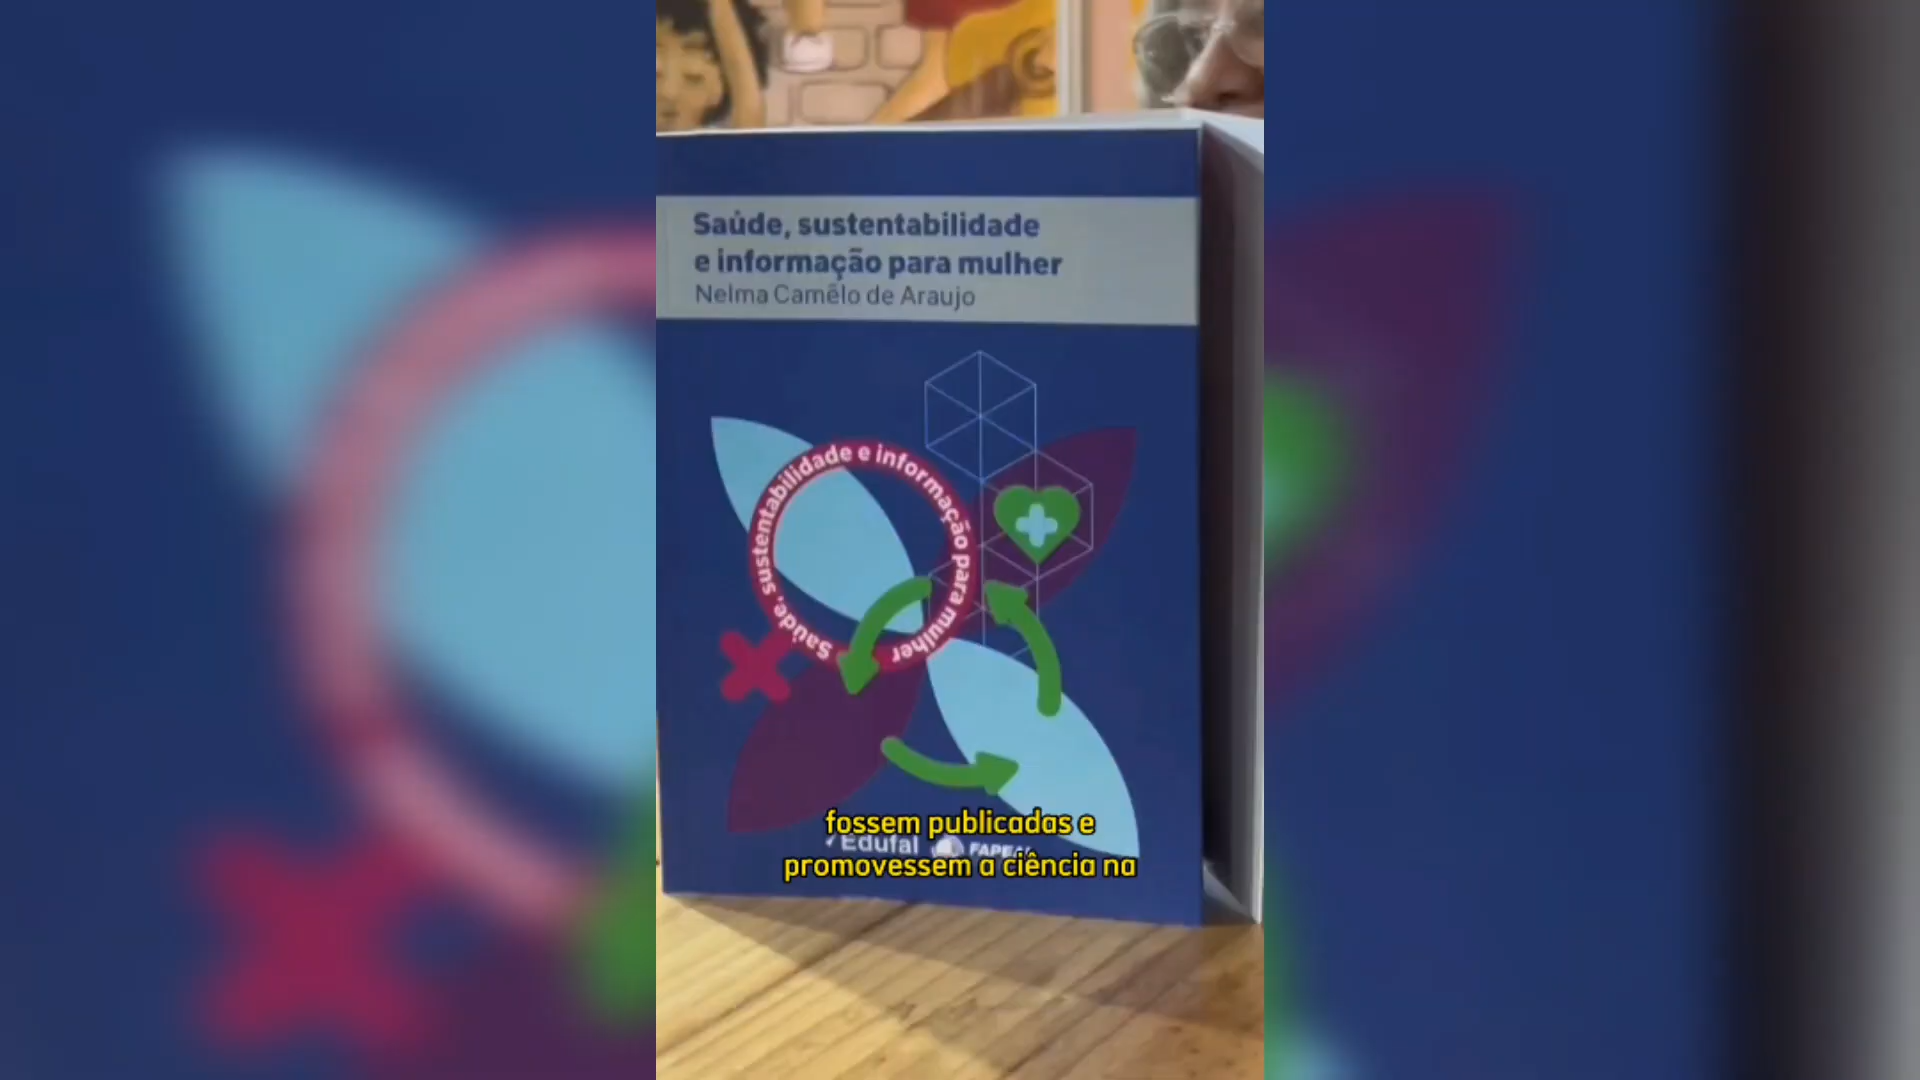 Saúde, sustentabilidade
e informação para mulher
Nelma Camêlo de Araujo
Saúde, sustentabilidade e informação para mulher
fossem publicadas e
Edufal FAPEAL
promovessem a ciência na